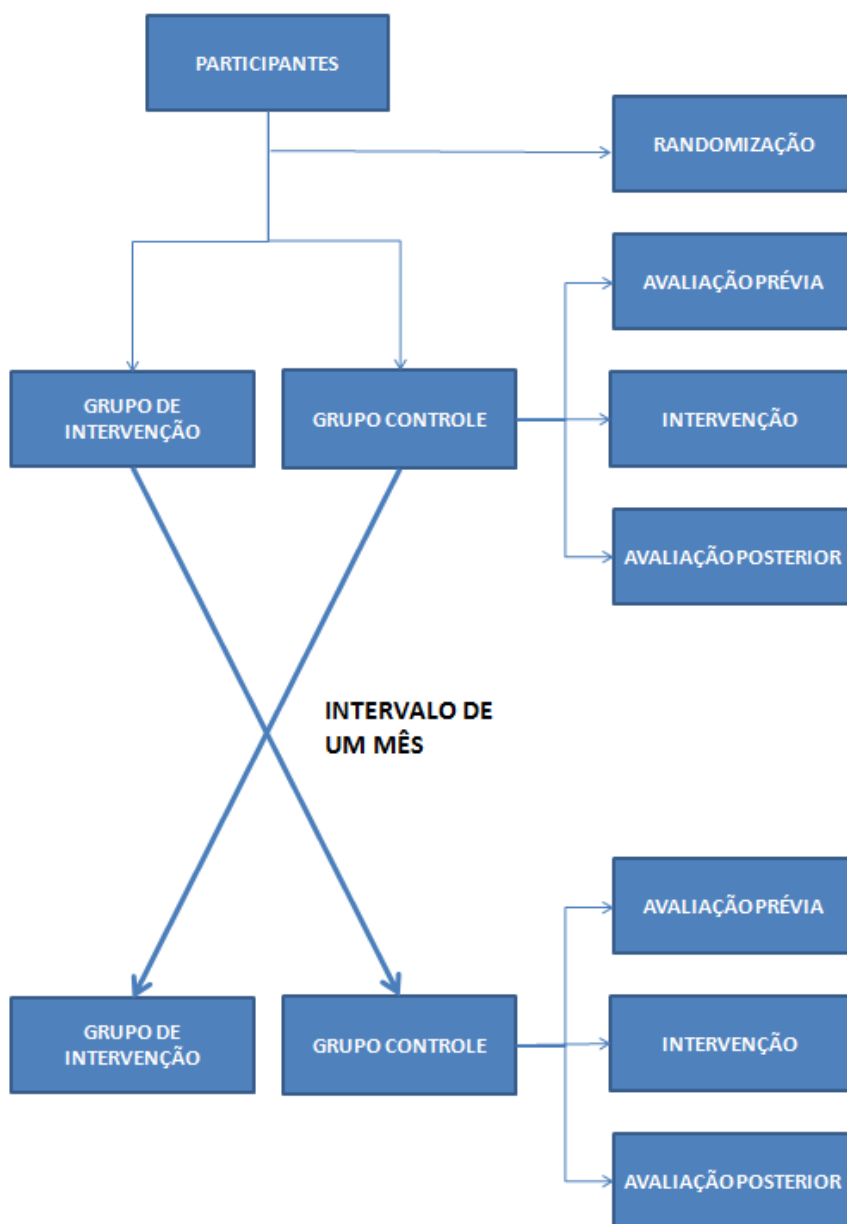 PARTICIPANTES
RANDOMIZAÇÃO
AVALIAÇÃO PRÉVIA
GRUPO DE
INTERVENÇÃO
GRUPO CONTROLE
INTERVENÇÃO
AVALIAÇÃO POSTERIOR
INTERVALO DE
UM MÊS
AVALIAÇÃO PRÉVIA
GRUPO DE
INTERVENÇÃO
GRUPO CONTROLE
INTERVENÇÃO
AVALIAÇÃO POSTERIOR